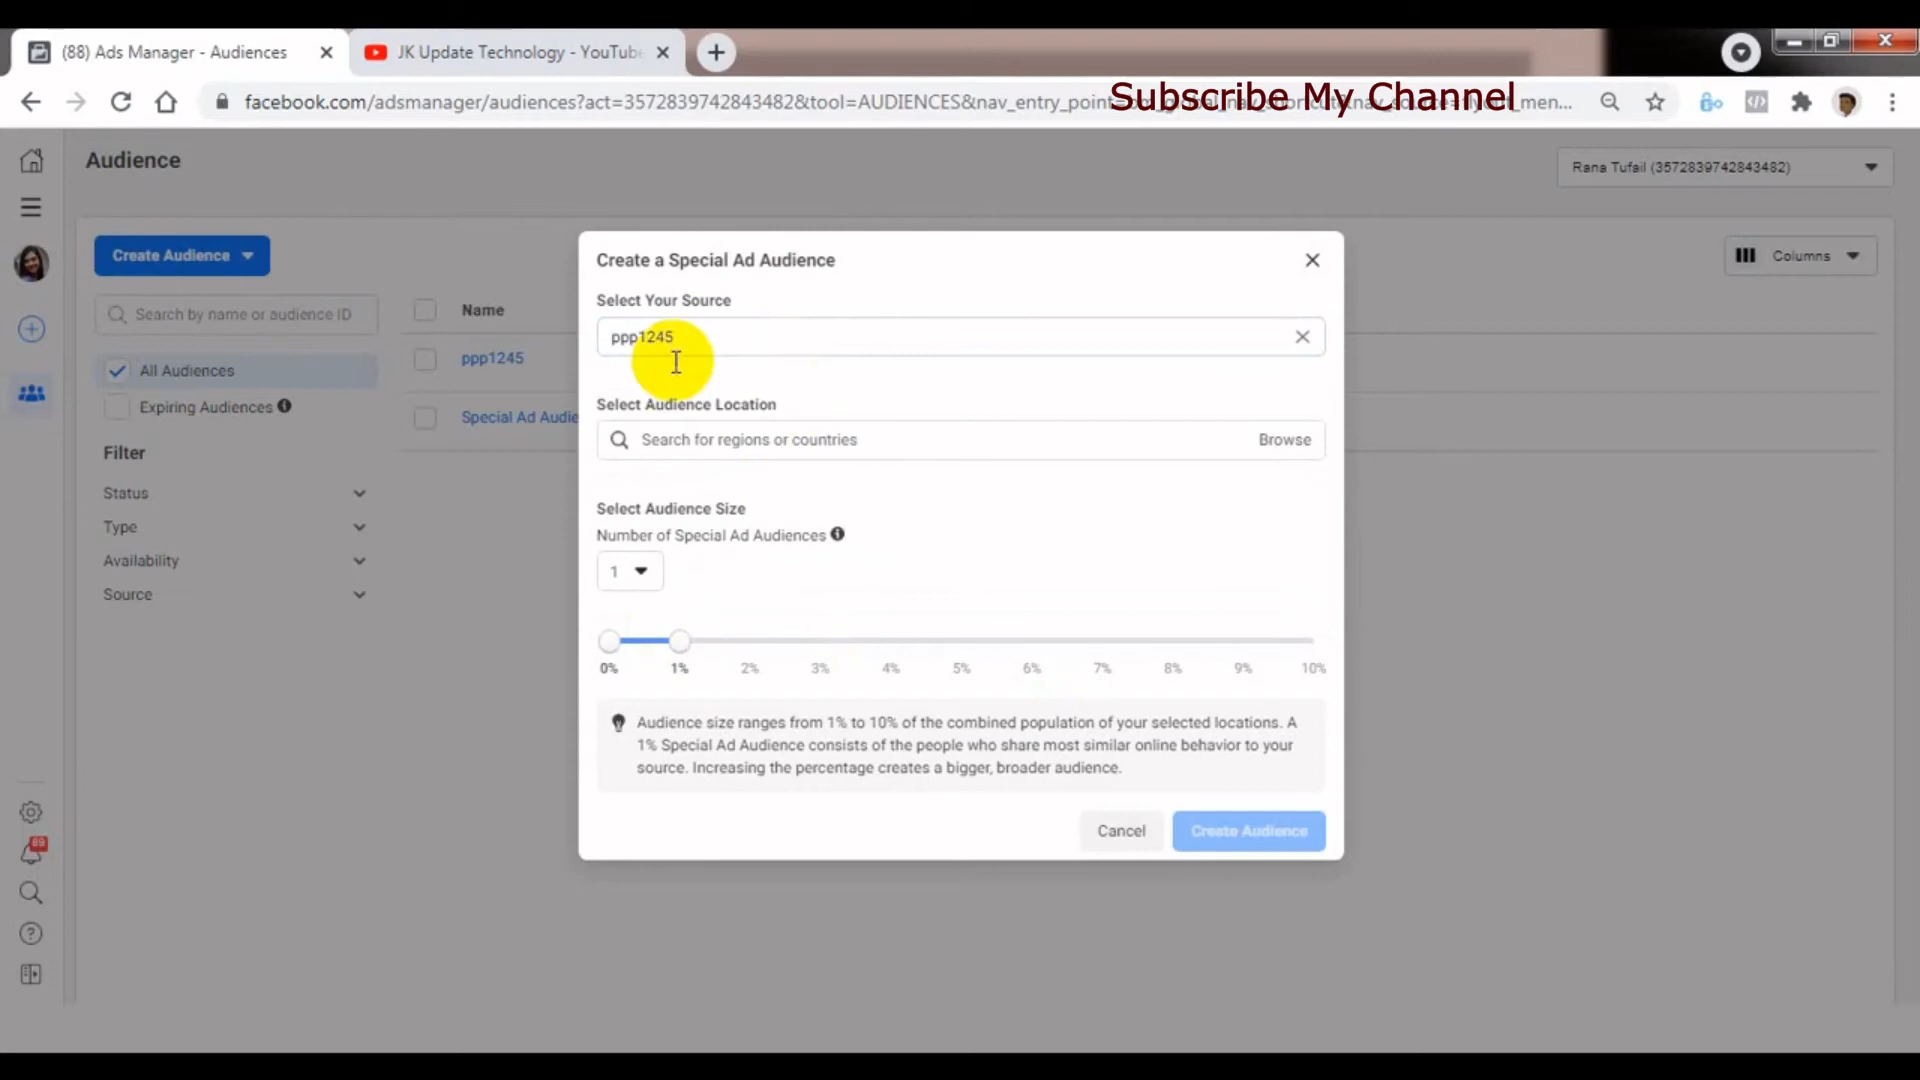 (88) Ads Manager - Audiences
JK Update Technology - YouTub
facebook.com/adsmanager/audiences?act=3572839742843482&tool=AUDIENCES&nav_entry_point=
Subscribe My Channel
Audience
Rana Tufail (3572839742843482)
Create Audience
Columns
Search by name or audience ID
Name
All Audiences
ppp1245
Expiring Audiences
Special Ad Audie
Filter
Status
Type
Availability
Source
89
Create a Special Ad Audience
Select Your Source
ppp1245
Select Audience Location
Search for regions or countries
Browse
Select Audience Size
Number of Special Ad Audiences
1
0% 1% 2% 3% 4% 5% 6% 7% 8% 9% 10%
Audience size ranges from 1% to 10% of the combined population of your selected locations. A
1% Special Ad Audience consists of the people who share most similar online behavior to your
source. Increasing the percentage creates a bigger, broader audience.
Cancel
Create Audience